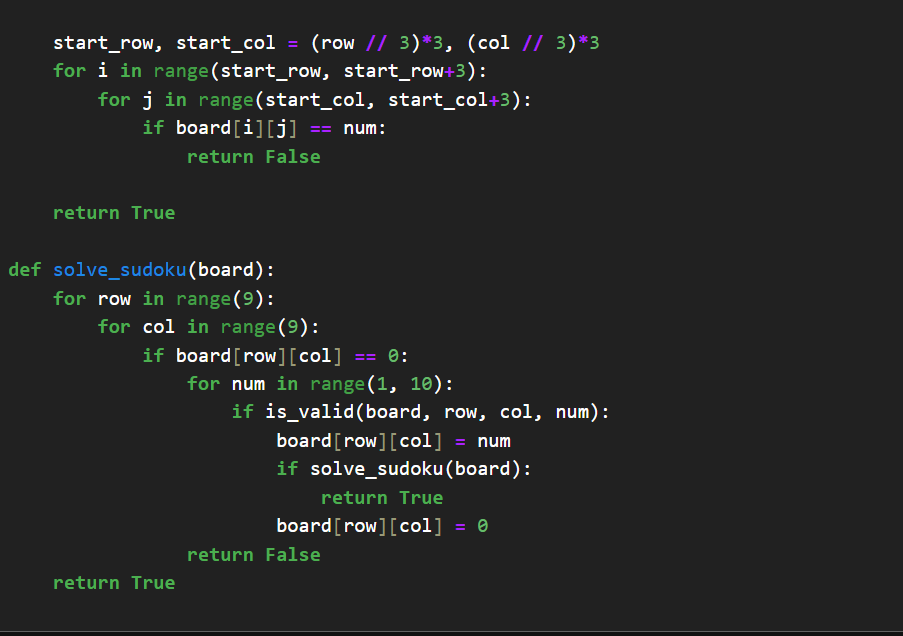 start_row, start_col = (row // 3)*3, (col // 3)*3
    for i in range(start_row, start_row+3):
        for j in range(start_col, start_col+3):
            if board[i][j] == num:
                return False

    return True

def solve_sudoku(board):
    for row in range(9):
        for col in range(9):
            if board[row][col] == 0:
                for num in range(1, 10):
                    if is_valid(board, row, col, num):
                        board[row][col] = num
                        if solve_sudoku(board):
                            return True
                        board[row][col] = 0
                return False
    return True